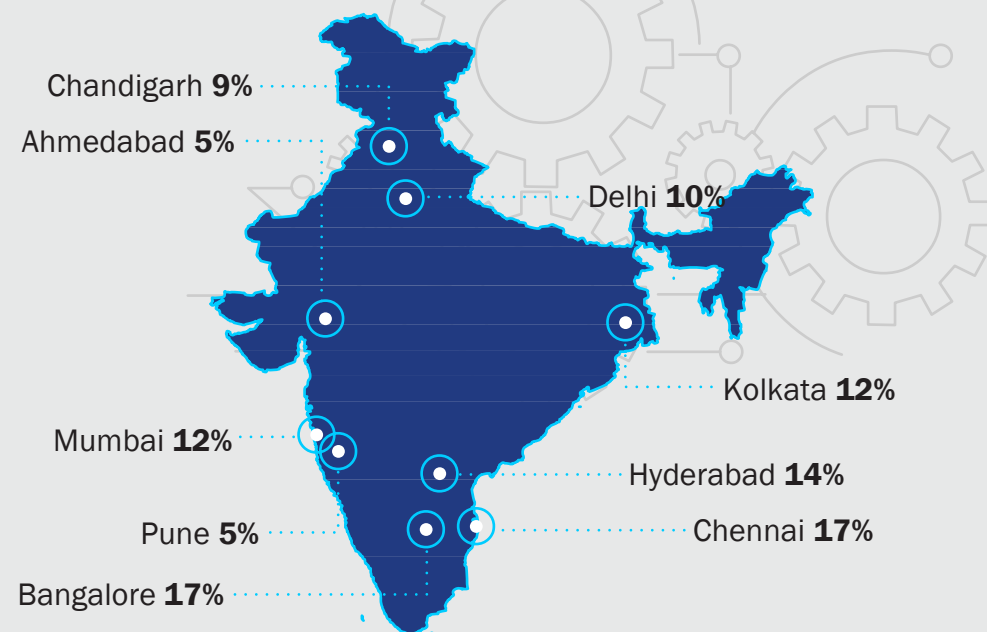 Chandigarh 9%
Ahmedabad 5%
Delhi 10%
Kolkata 12%
Mumbai 12%
Hyderabad 14%
Pune 5%
Chennai 17%
Bangalore 17%